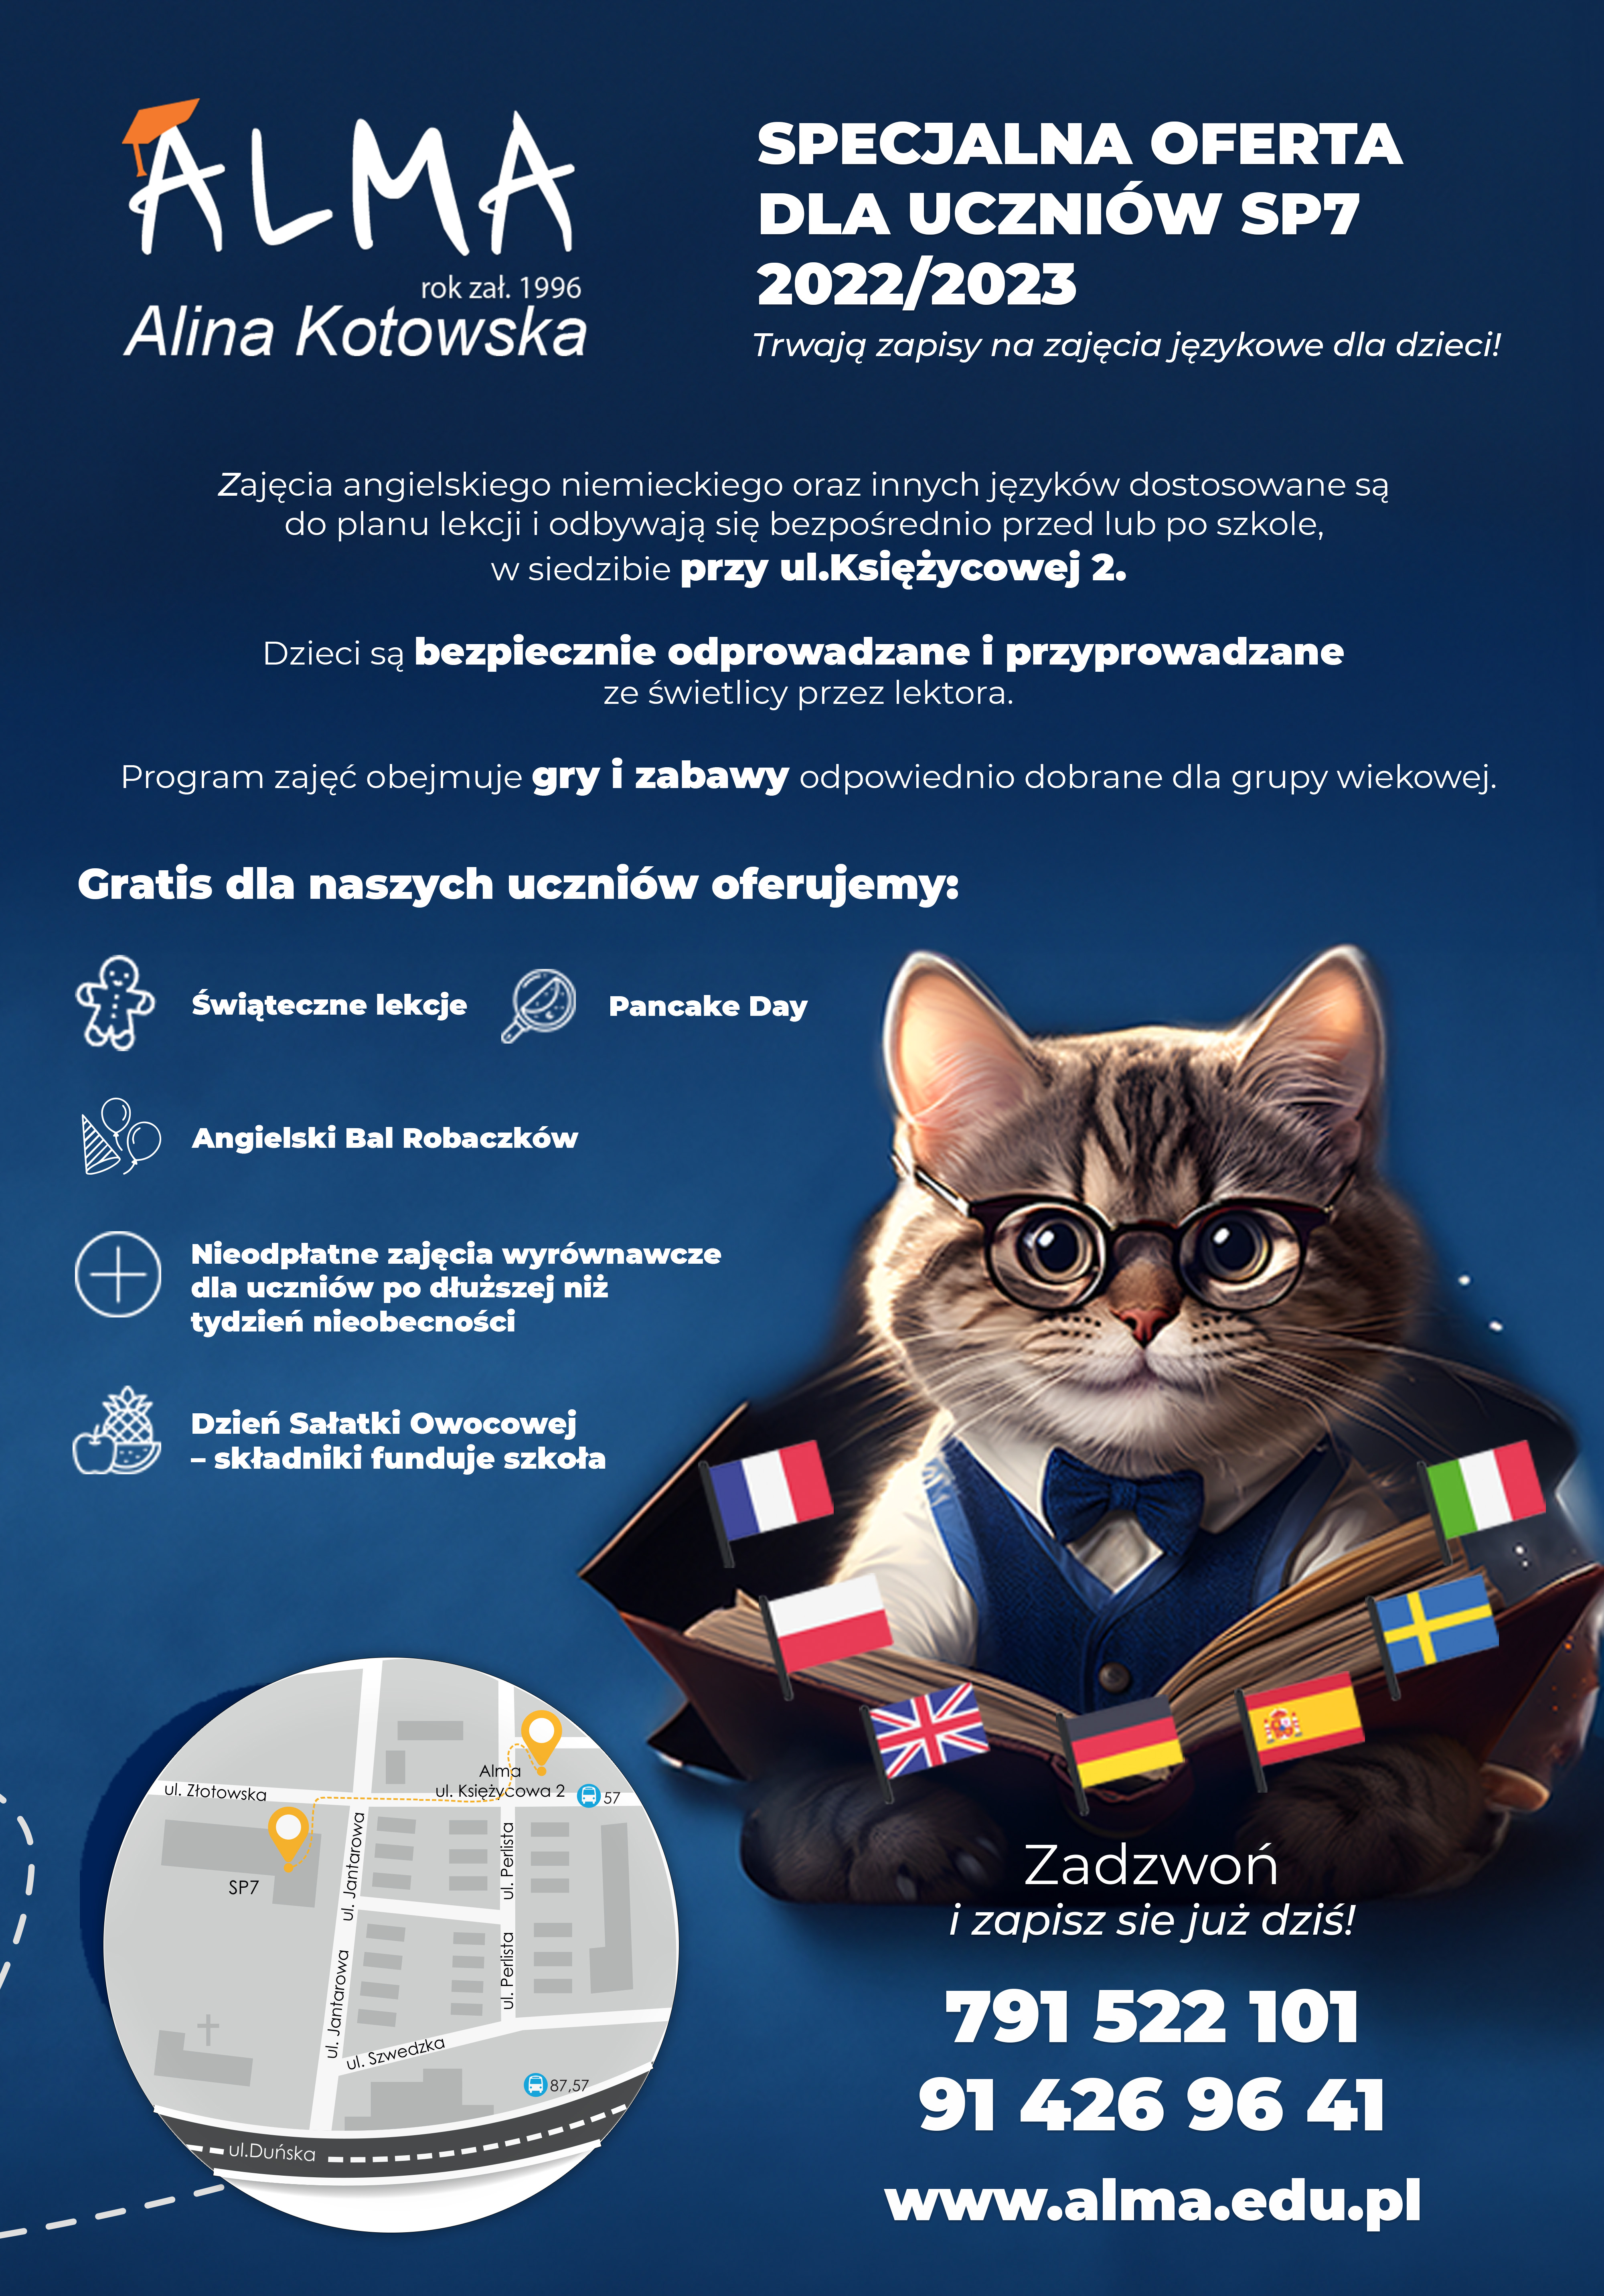 ALMA
rok zał. 1996
Alina Kotowska
SPECJALNA OFERTA
DLA UCZNIÓW SP7
2022/2023
Trwają zapisy na zajęcia językowe dla dzieci!
Zajęcia angielskiego niemieckiego oraz innych języków dostosowane są
do planu lekcji i odbywają się bezpośrednio przed lub po szkole,
w siedzibie przy ul.Księżycowej 2.
Dzieci są bezpiecznie odprowadzane i przyprowadzane
ze świetlicy przez lektora.
Program zajęć obejmuje gry i zabawy odpowiednio dobrane dla grupy wiekowej.
Gratis dla naszych uczniów oferujemy:
Świąteczne lekcje
Pancake Day
Angielski Bal Robaczków
Nieodpłatne zajęcia wyrównawcze
dla uczniów po dłuższej niż
tydzień nieobecności
Dzień Sałatki Owocowej
– składniki funduje szkoła
Alma
ul. Księżycowa 2
57
ul. Złotowska
SP7
ul. Jantarowa
ul. Perlista
ul. Jantarowa
ul. Perlista
ul. Szwedzka
87,57
ul.Duńska
Zadzwoń
i zapisz sie już dziś!
791 522 101
91 426 96 41
www.alma.edu.pl